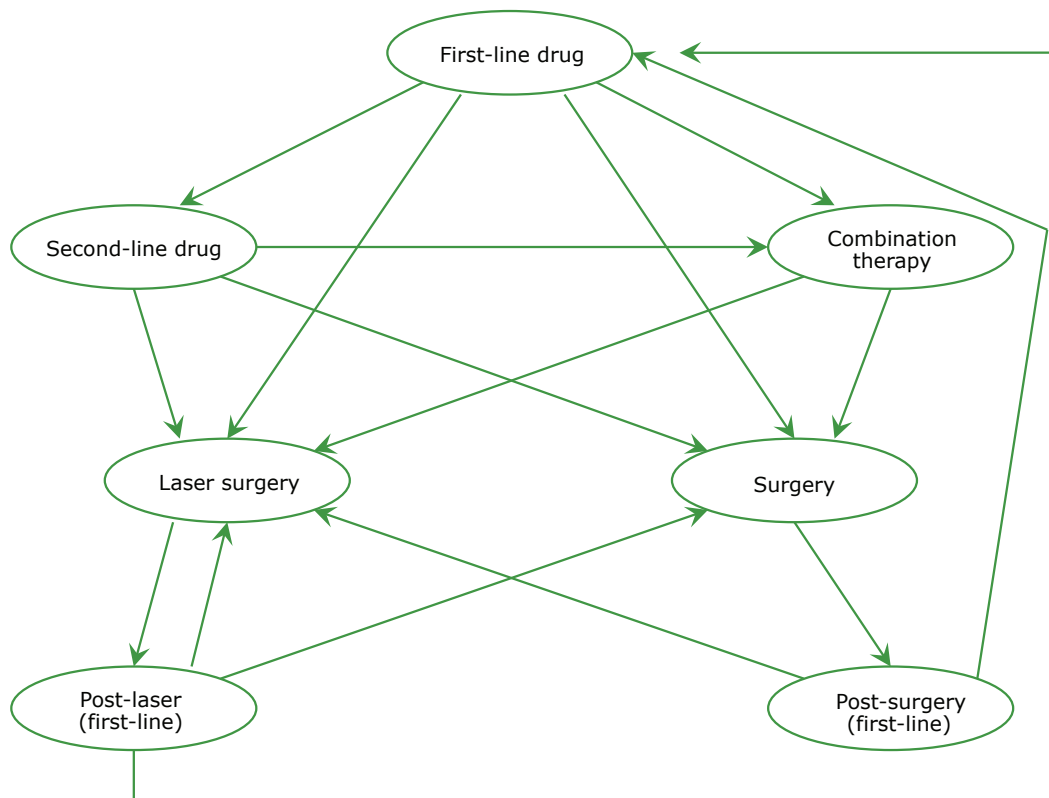 First-line drug
Second-line drug
Combination
therapy
Laser surgery
Surgery
Post-laser
(first-line)
Post-surgery
(first-line)